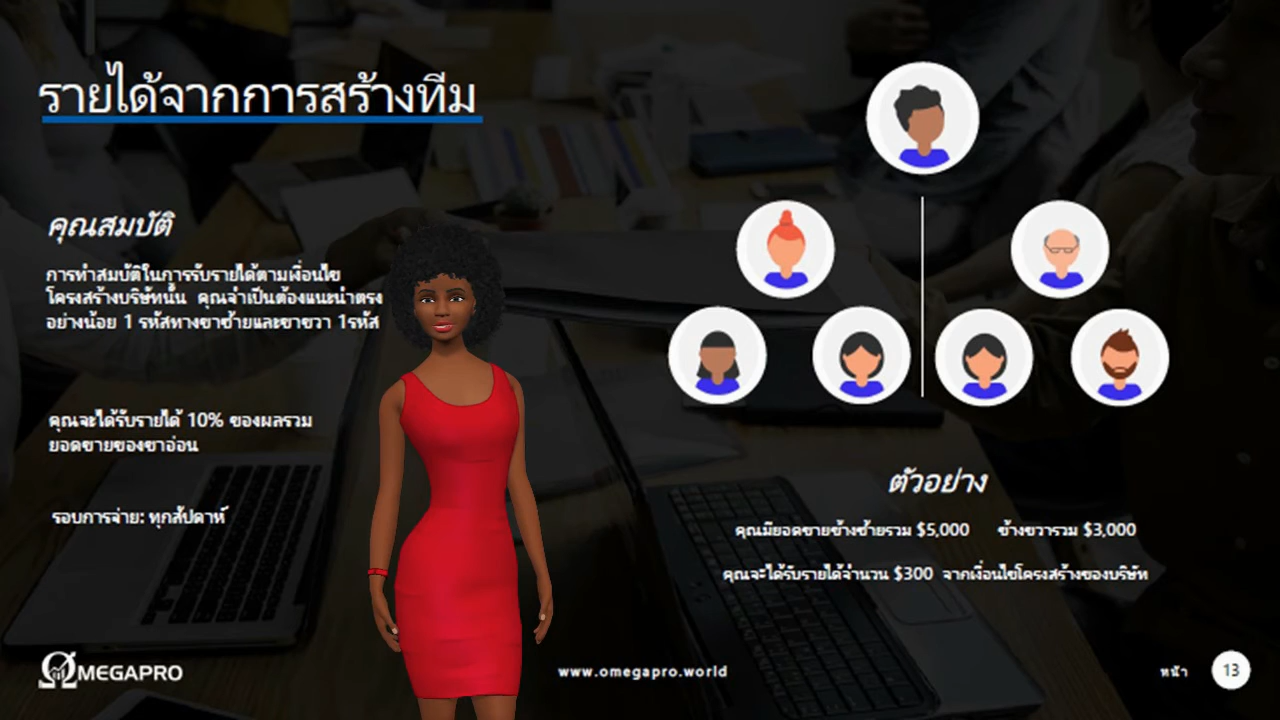 รายได้จากการสร้างทีม
คุณสมบัติ
การทำสมบัติในการรับรายได้ตามเงื่อนไข
โครงสร้างบริษัทนั้น คุณจำเป็นต้องแนะนำตรง
อย่างน้อย 1 รหัสทางขาซ้ายและขาขวา 1รหัส
คุณจะได้รับรายได้ 10% ของผลรวม
ยอดขายของขาอ่อน
รอบการจ่าย: ทุกสัปดาห์
ตัวอย่าง
คุณมียอดขายข้างซ้ายรวม $5,000 ข้างขวารวม $3,000
คุณจะได้รับรายได้จำนวน $300 จากเงื่อนไขโครงสร้างของบริษัท
OMEGAPRO
www.omegapro.world
หน้า 13